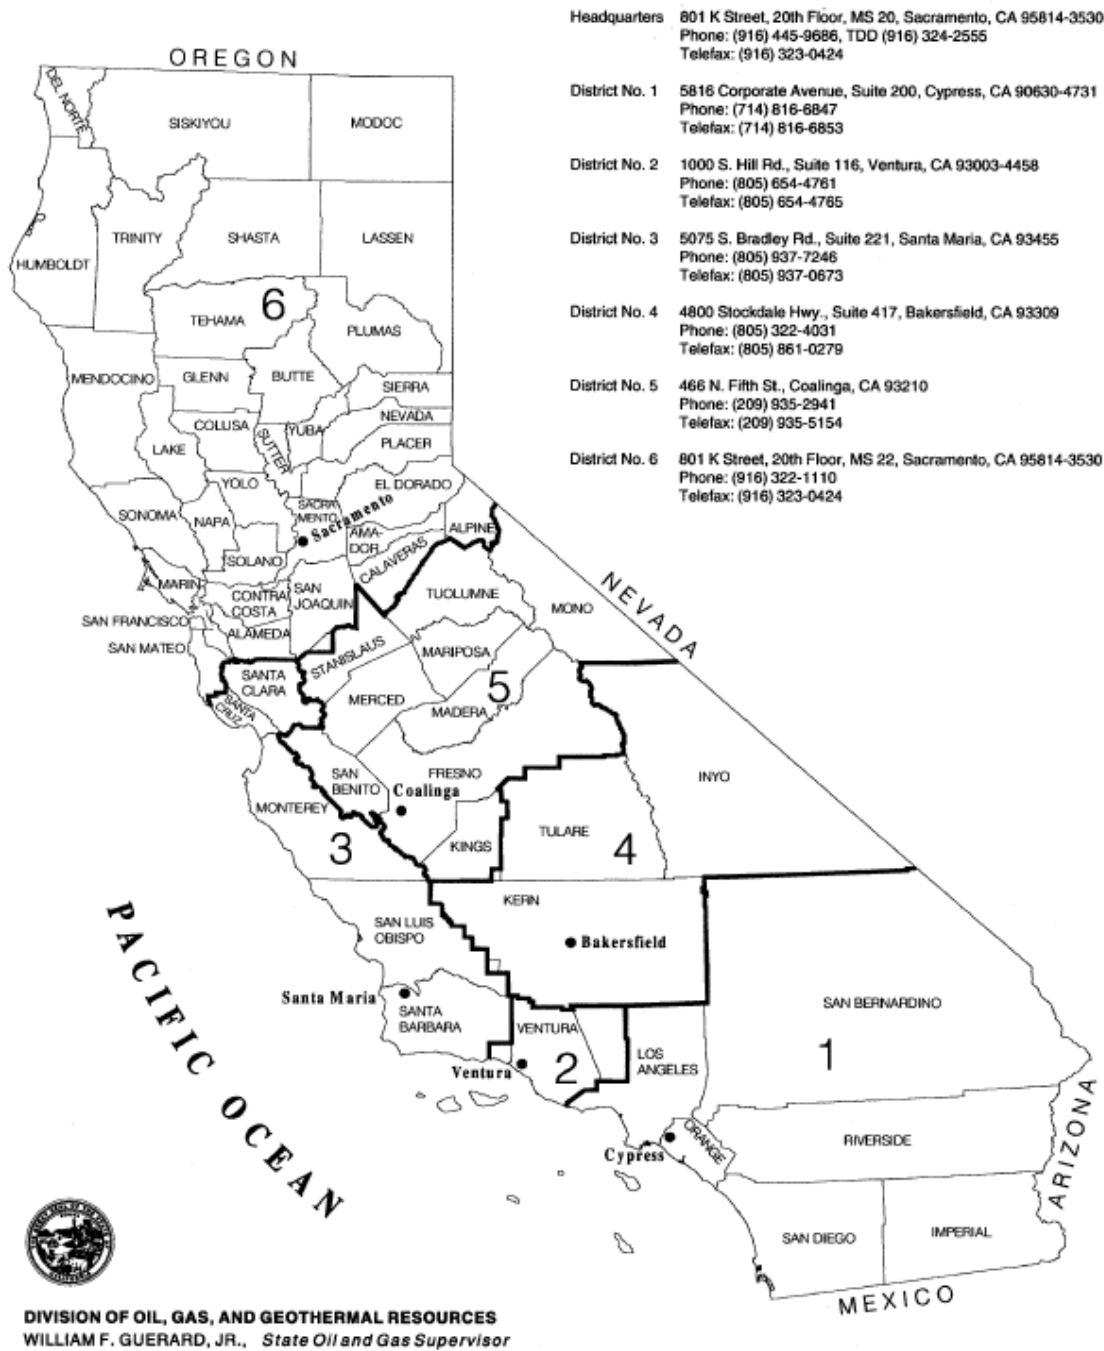 Headquarters 801 K Street, 20th Floor, MS 20, Sacramento, CA 95814-3530
Phone: (916) 445-9686, TDD (916) 324-2555
Telefax: (916) 323-0424
District No. 1 5816 Corporate Avenue, Suite 200, Cypress, CA 90630-4731
Phone: (714) 816-6847
Telefax: (714) 816-6853
District No. 2 1000 S. Hill Rd., Suite 116, Ventura, CA 93003-4458
Phone: (805) 654-4761
Telefax: (805) 654-4765
District No. 3 5075 S. Bradley Rd., Suite 221, Santa Maria, CA 93455
Phone: (805) 937-7246
Telefax: (805) 937-0673
District No. 4 4800 Stockdale Hwy., Suite 417, Bakersfield, CA 93309
Phone: (805) 322-4031
Telefax: (805) 861-0279
District No. 5 466 N. Fifth St., Coalinga, CA 93210
Phone: (209) 935-2941
Telefax: (209) 935-5154
District No. 6 801 K Street, 20th Floor, MS 22, Sacramento, CA 95814-3530
Phone: (916) 322-1110
Telefax: (916) 323-0424
OREGON
DEL NORTE
SISKIYOU
MODOC
HUMBOLDT
TRINITY
SHASTA
LASSEN
TEHAMA
6
PLUMAS
MENDOCINO
GLENN
BUTTE
SIERRA
COLUSA
SUTTER
YUBA
NEVADA
PLACER
LAKE
YOLO
EL DORADO
SONOMA
NAPA
SACRA
MENTO
Sacramento
AMA-
DOR
ALPINE
SOLANO
CALAVERAS
MARIN
CONTRA
COSTA
SAN
JOAQUIN
TUOLUMNE
MONO
NEVADA
SAN FRANCISCO
ALAMEDA
SAN MATEO
STANISLAUS
MARIPOSA
SANTA
CLARA
5
MERCED
MADERA
SANTA
CRUZ
SAN
BENITO
FRESNO
Coalinga
INYO
MONTEREY
3
KINGS
TULARE
4
KERN
SAN LUIS
OBISPO
Bakersfield
Santa Maria
SANTA
BARBARA
SAN BERNARDINO
1
VENTURA
Ventura
2
LOS
ANGELES
PACIFIC OCEAN
Cypress
ORANGE
RIVERSIDE
ARIZONA
SAN DIEGO
IMPERIAL
MEXICO
DIVISION OF OIL, GAS, AND GEOTHERMAL RESOURCES
WILLIAM F. GUERARD, JR., State Oil and Gas Supervisor